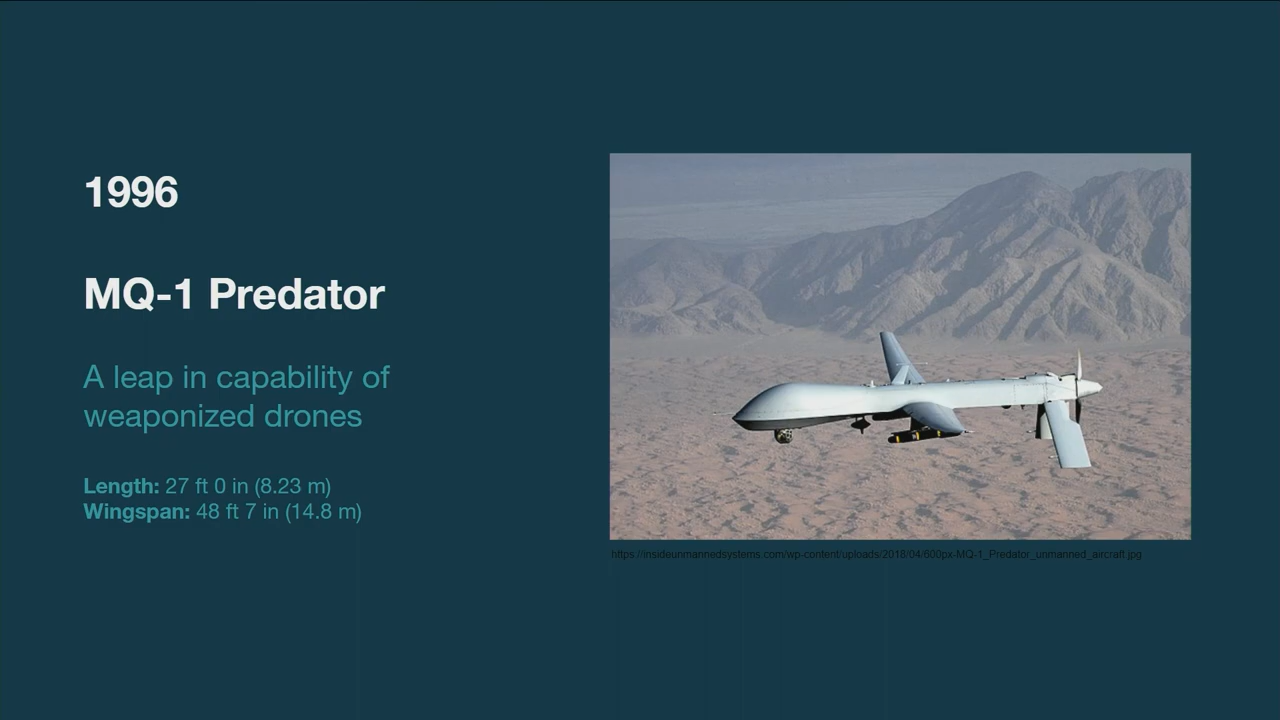 1996
MQ-1 Predator
A leap in capability of
weaponized drones
Length: 27 ft 0 in (8.23 m)
Wingspan: 48 ft 7 in (14.8 m)
https://insideunmannedsystems.com/wp-content/uploads/2018/04/600px-MQ-1_Predator_unmanned_aircraft.jpg